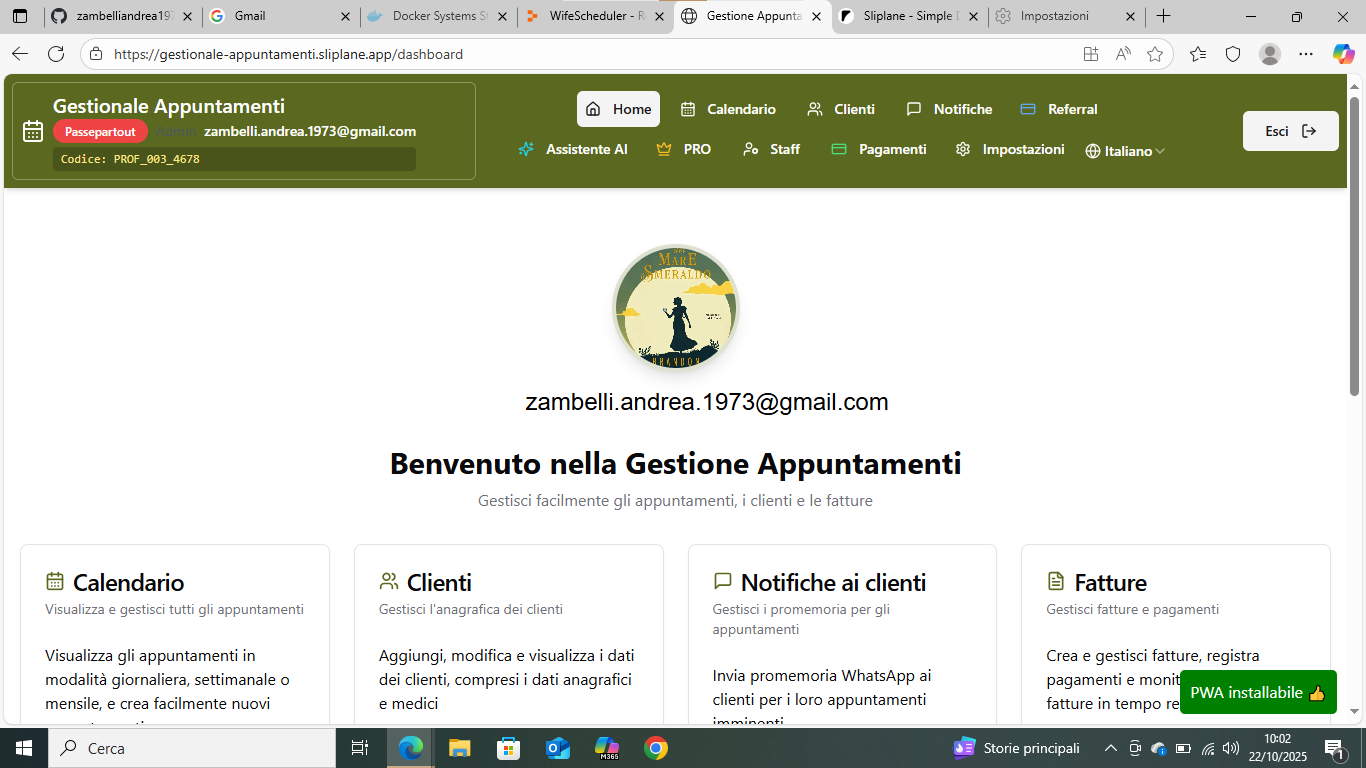 zambelliandrea197
Gmail
Docker Systems St
WifeScheduler - R
Gestione Appunta
Sliplane - Simple D
Impostazioni
https://gestionale-appuntamenti.sliplane.app/dashboard
Gestionale Appuntamenti
Passepartout Admin zambelli.andrea.1973@gmail.com
Codice: PROF_003_4678
Home
Calendario
Clienti
Notifiche
Referral
Assistente AI
PRO
Staff
Pagamenti
Impostazioni
Italiano
Esci
MARE
SMERALDO
zambelli.andrea.1973@gmail.com
Benvenuto nella Gestione Appuntamenti
Gestisci facilmente gli appuntamenti, i clienti e le fatture
Calendario
Visualizza e gestisci tutti gli appuntamenti
Visualizza gli appuntamenti in
modalità giornaliera, settimanale o
mensile, e crea facilmente nuovi
Clienti
Gestisci l'anagrafica dei clienti
Aggiungi, modifica e visualizza i dati
dei clienti, compresi i dati anagrafici
e medici
Notifiche ai clienti
Gestisci i promemoria per gli
appuntamenti
Invia promemoria WhatsApp ai
clienti per i loro appuntamenti
imminenti
Fatture
Gestisci fatture e pagamenti
Crea e gestisci fatture, registra
pagamenti e monit
fatture in tempo re
PWA installabile 👍
Cerca
M365
Storie principali
10:02
22/10/2025
1